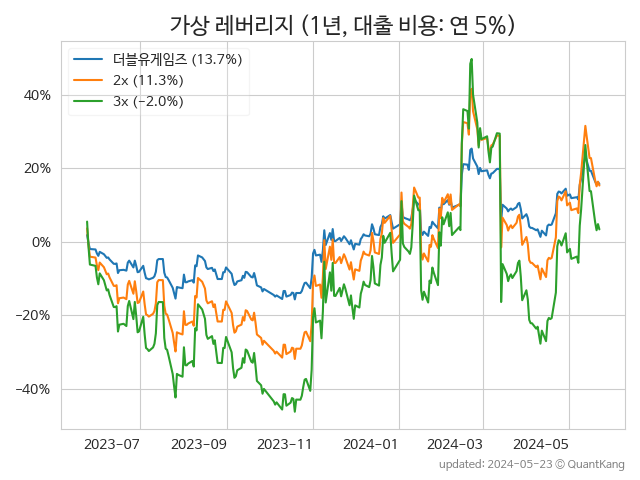 가상 레버리지 (1년, 대출 비용: 연 5%)
더블유게임즈 (13.7%)
2x (11.3%)
3x (−2.0%)
40%
20%
0%
−20%
−40%
2023-07 2023-09 2023-11 2024-01 2024-03 2024-05
updated: 2024-05-23 © QuantKang